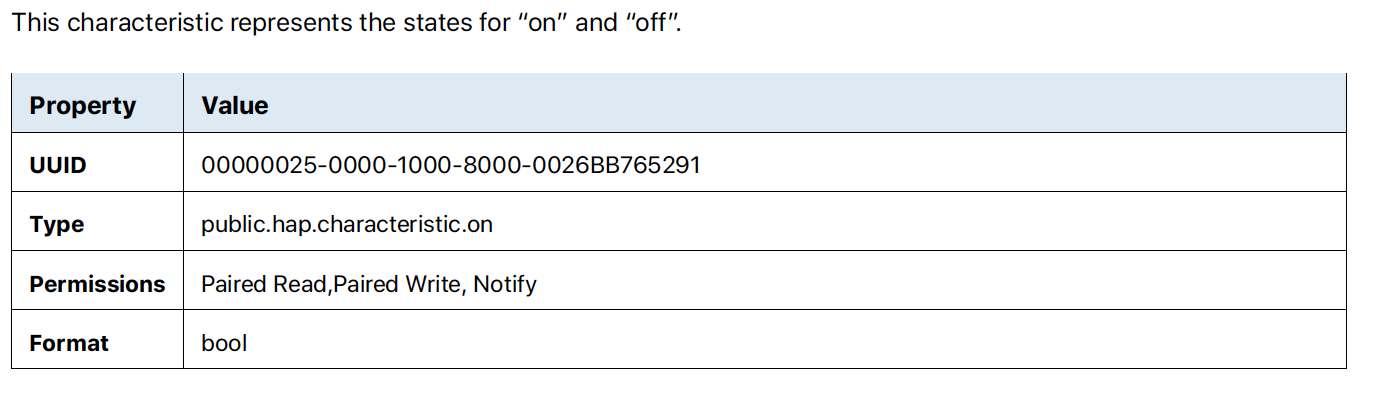 This characteristic represents the states for “on” and “off”.
Property Value
UUID 00000025-0000-1000-8000-0026BB765291
Type public.hap.characteristic.on
Permissions Paired Read,Paired Write, Notify
Format bool